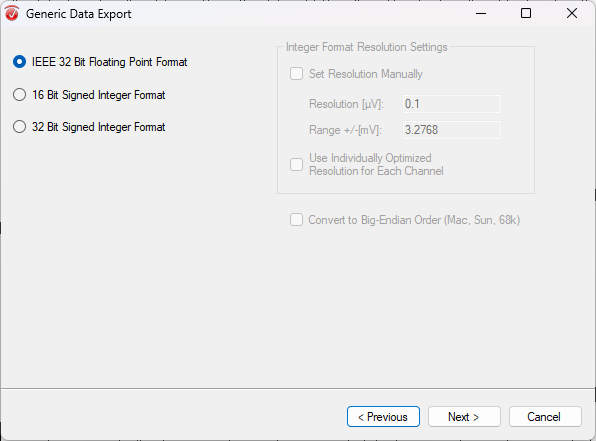 Generic Data Export
IEEE 32 Bit Floating Point Format
16 Bit Signed Integer Format
32 Bit Signed Integer Format
Integer Format Resolution Settings
Set Resolution Manually
Resolution [µV]: 0.1
Range +/-[mV]: 3.2768
Use Individually Optimized
Resolution for Each Channel
Convert to Big-Endian Order (Mac, Sun, 68k)
< Previous Next > Cancel